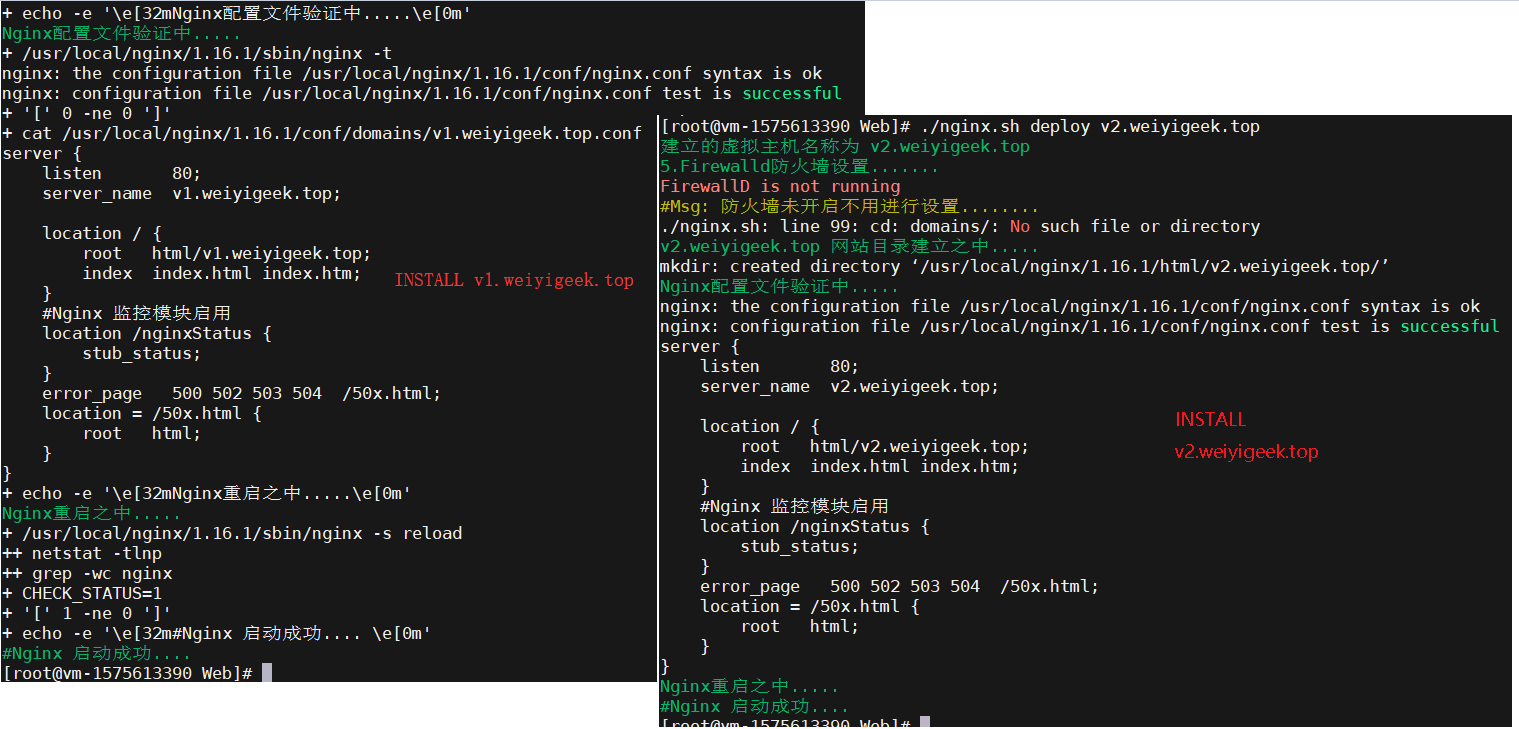 + echo -e '\e[32mNginx配置文件验证中.....\e[0m'
Nginx配置文件验证中.....
+ /usr/local/nginx/1.16.1/sbin/nginx -t
nginx: the configuration file /usr/local/nginx/1.16.1/conf/nginx.conf syntax is ok
nginx: configuration file /usr/local/nginx/1.16.1/conf/nginx.conf test is successful
+ '[' 0 -ne 0 ']'
+ cat /usr/local/nginx/1.16.1/conf/domains/v1.weiyigeek.top.conf
server {
    listen       80;
    server_name  v1.weiyigeek.top;

    location / {
        root   html/v1.weiyigeek.top;
        index  index.html index.htm;
    }
    #Nginx 监控模块启用
    location /nginxStatus {
        stub_status;
    }
    error_page   500 502 503 504  /50x.html;
    location = /50x.html {
        root   html;
    }
}
+ echo -e '\e[32mNginx重启之中.....\e[0m'
Nginx重启之中.....
+ /usr/local/nginx/1.16.1/sbin/nginx -s reload
++ netstat -tlnp
++ grep -wc nginx
+ CHECK_STATUS=1
+ '[' 1 -ne 0 ']'
+ echo -e '\e[32m#Nginx 启动成功.... \e[0m'
#Nginx 启动成功....
[root@vm-1575613390 Web]#
INSTALL v1.weiyigeek.top
[root@vm-1575613390 Web]# ./nginx.sh deploy v2.weiyigeek.top
建立的虚拟主机名称为 v2.weiyigeek.top
5.Firewalld防火墙设置.......
FirewallD is not running
#Msg: 防火墙未开启不用进行设置........
./nginx.sh: line 99: cd: domains/: No such file or directory
v2.weiyigeek.top 网站目录建立之中.....
mkdir: created directory ‘/usr/local/nginx/1.16.1/html/v2.weiyigeek.top/’
Nginx配置文件验证中.....
nginx: the configuration file /usr/local/nginx/1.16.1/conf/nginx.conf syntax is ok
nginx: configuration file /usr/local/nginx/1.16.1/conf/nginx.conf test is successful
server {
    listen       80;
    server_name  v2.weiyigeek.top;

    location / {
        root   html/v2.weiyigeek.top;
        index  index.html index.htm;
    }
    #Nginx 监控模块启用
    location /nginxStatus {
        stub_status;
    }
    error_page   500 502 503 504  /50x.html;
    location = /50x.html {
        root   html;
    }
}
Nginx重启之中.....
#Nginx 启动成功....
[root@vm-1575613390 Web]#
INSTALL
v2.weiyigeek.top